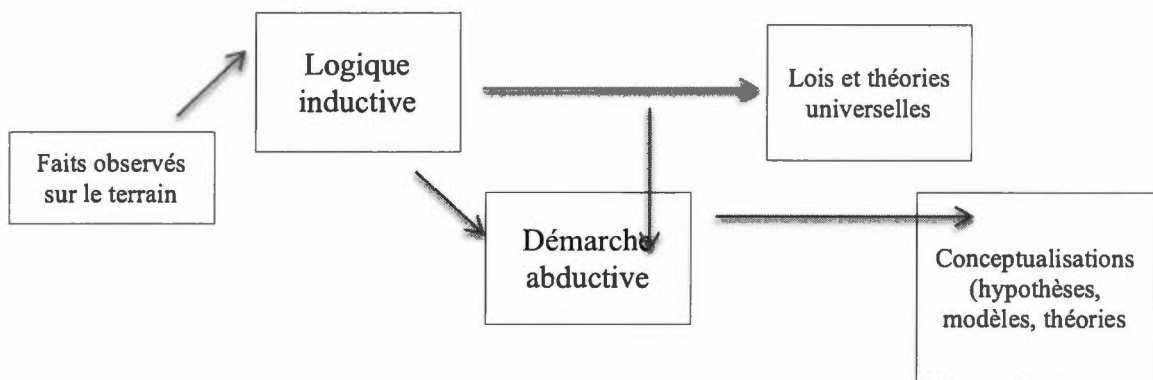 Logique
inductive
Lois et théories
universelles
Faits observés
sur le terrain
Démarche
abductive
Conceptualisations
(hypothèses,
modèles, théories